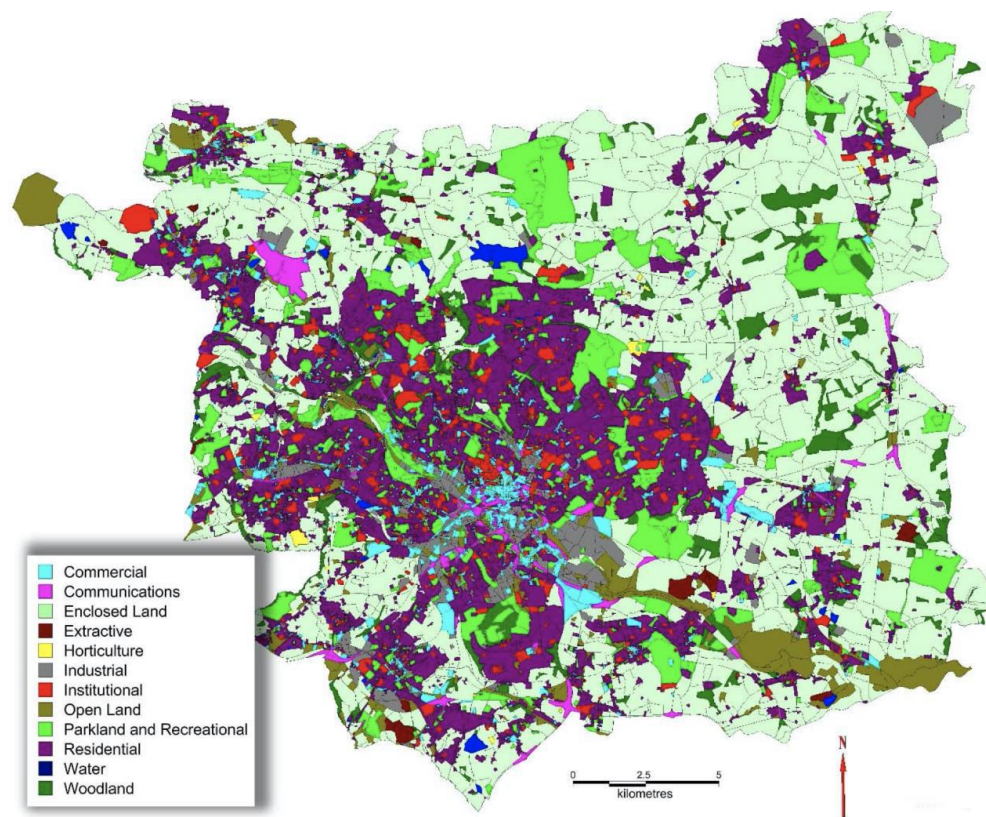 Commercial
Communications
Enclosed Land
Extractive
Horticulture
Industrial
Institutional
Open Land
Parkland and Recreational
Residential
Water
Woodland
0 2.5 5
kilometres
N